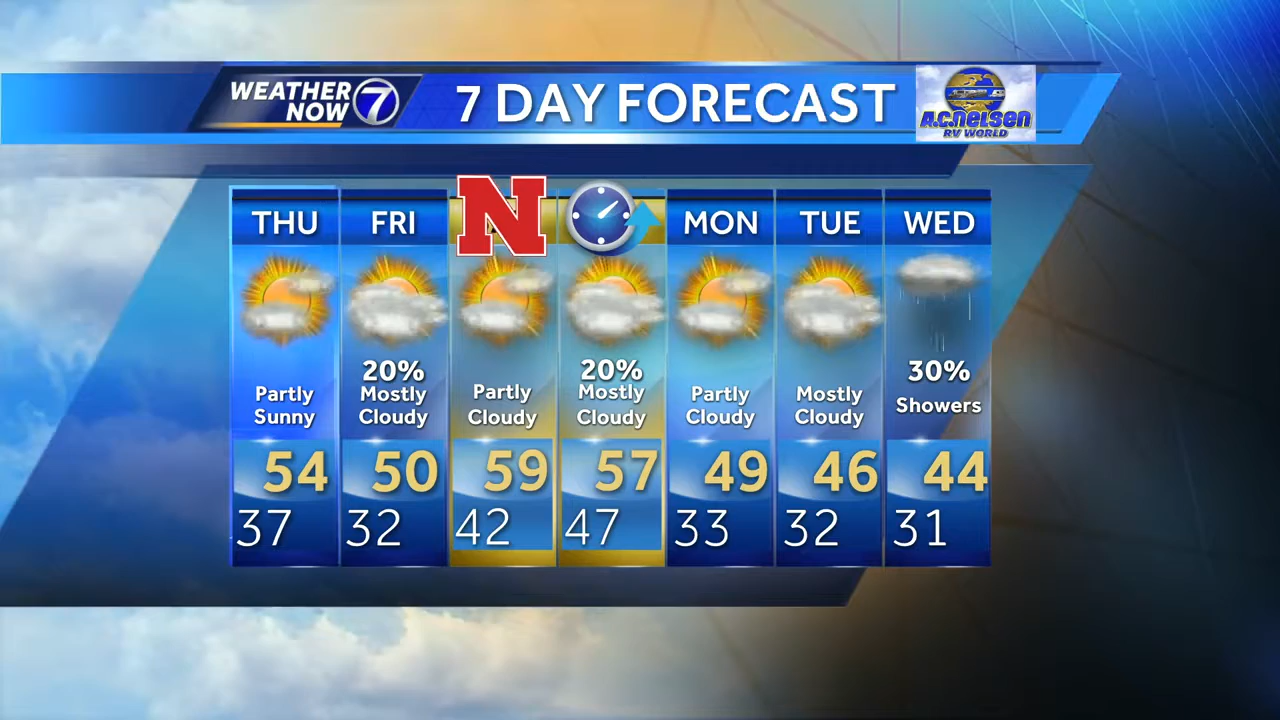 WEATHER
NOW 7
7 DAY FORECAST
A.C. Nelsen
RV WORLD
THU
FRI
N
MON
TUE
WED
20%
20%
30%
Partly
Sunny
Mostly
Cloudy
Partly
Cloudy
Mostly
Cloudy
Partly
Cloudy
Mostly
Cloudy
Showers
54 50 59 57 49 46 44
37 32 42 47 33 32 31